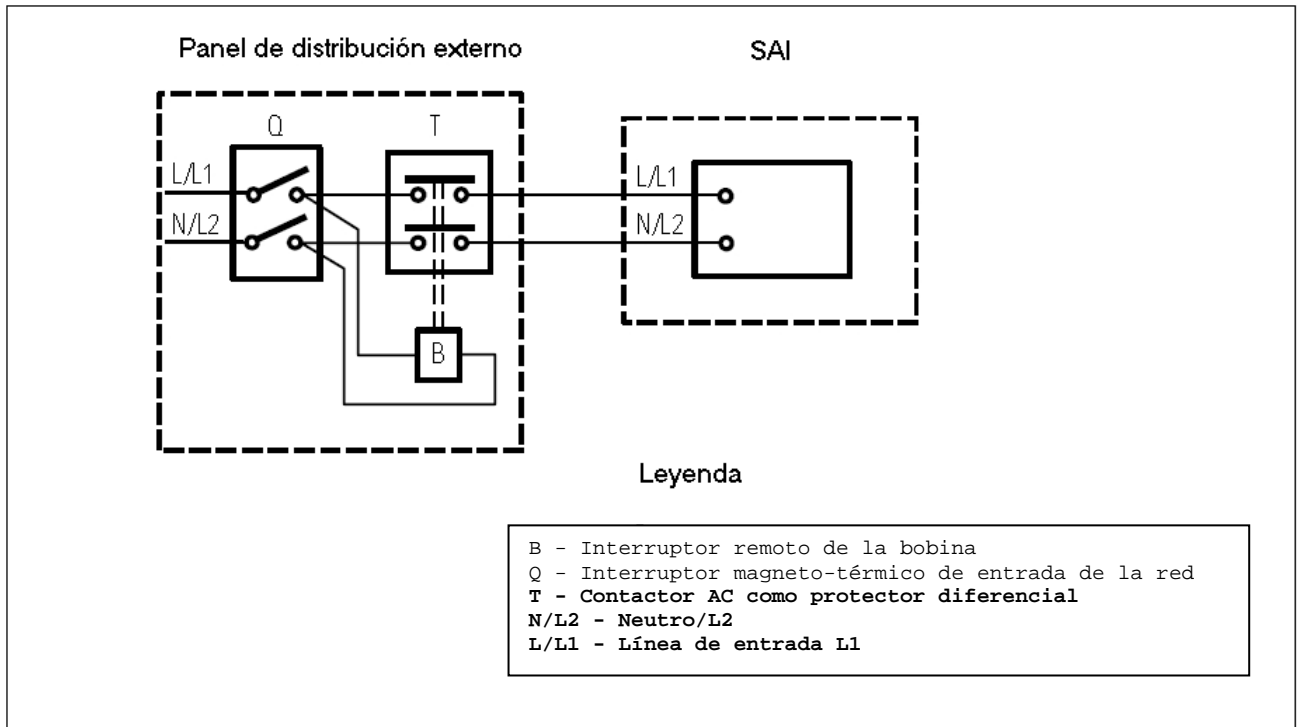 Panel de distribución externo
SAI
Q
T
L/L1
N/L2
L/L1
N/L2
B
Leyenda
B - Interruptor remoto de la bobina
Q - Interruptor magneto-térmico de entrada de la red
T - Contactor AC como protector diferencial
N/L2 - Neutro/L2
L/L1 - Línea de entrada L1